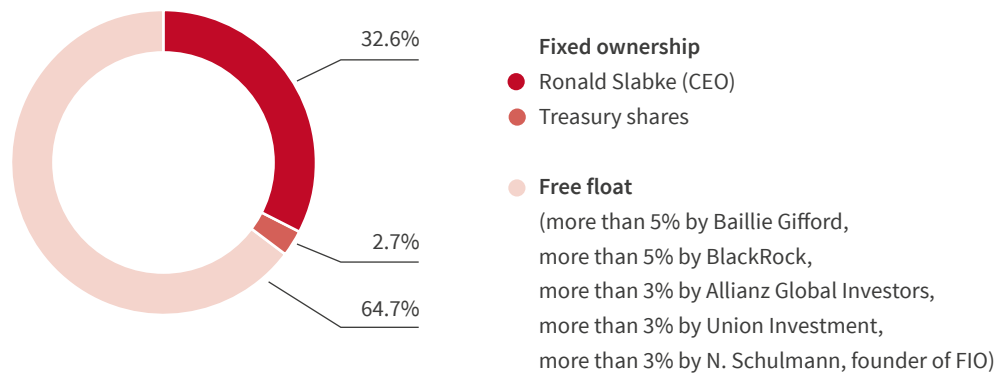 32.6%
2.7%
64.7%
Fixed ownership
Ronald Slabke (CEO)
Treasury shares
Free float
(more than 5% by Baillie Gifford,
more than 5% by BlackRock,
more than 3% by Allianz Global Investors,
more than 3% by Union Investment,
more than 3% by N. Schulmann, founder of FIO)